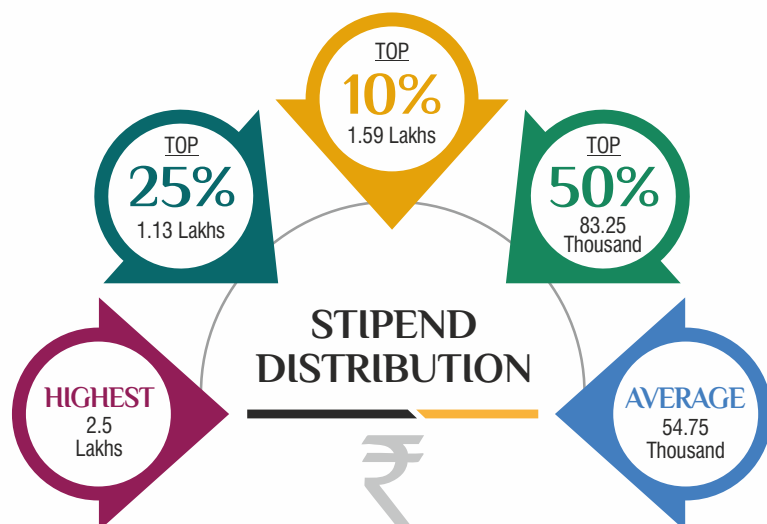 TOP
10%
1.59 Lakhs
TOP
25%
1.13 Lakhs
TOP
50%
83.25
Thousand
STIPEND
DISTRIBUTION
HIGHEST
2.5
Lakhs
AVERAGE
54.75
Thousand
₹